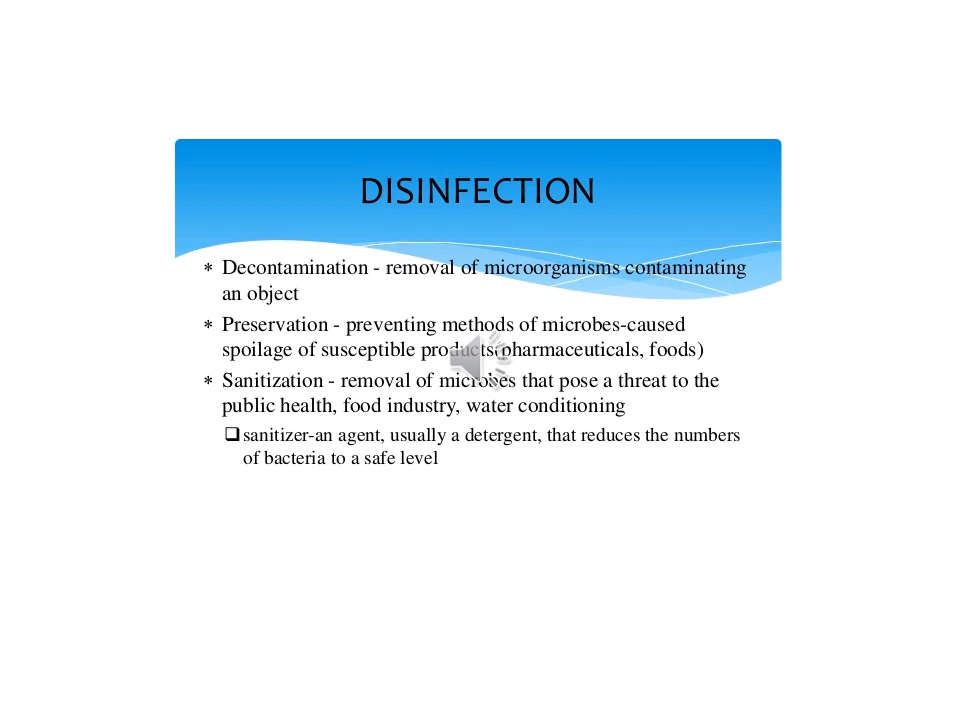 DISINFECTION
* Decontamination - removal of microorganisms contaminating
an object
* Preservation - preventing methods of microbes-caused
spoilage of susceptible products(pharmaceuticals, foods)
* Sanitization - removal of microbes that pose a threat to the
public health, food industry, water conditioning
❑sanitizer-an agent, usually a detergent, that reduces the numbers
of bacteria to a safe level